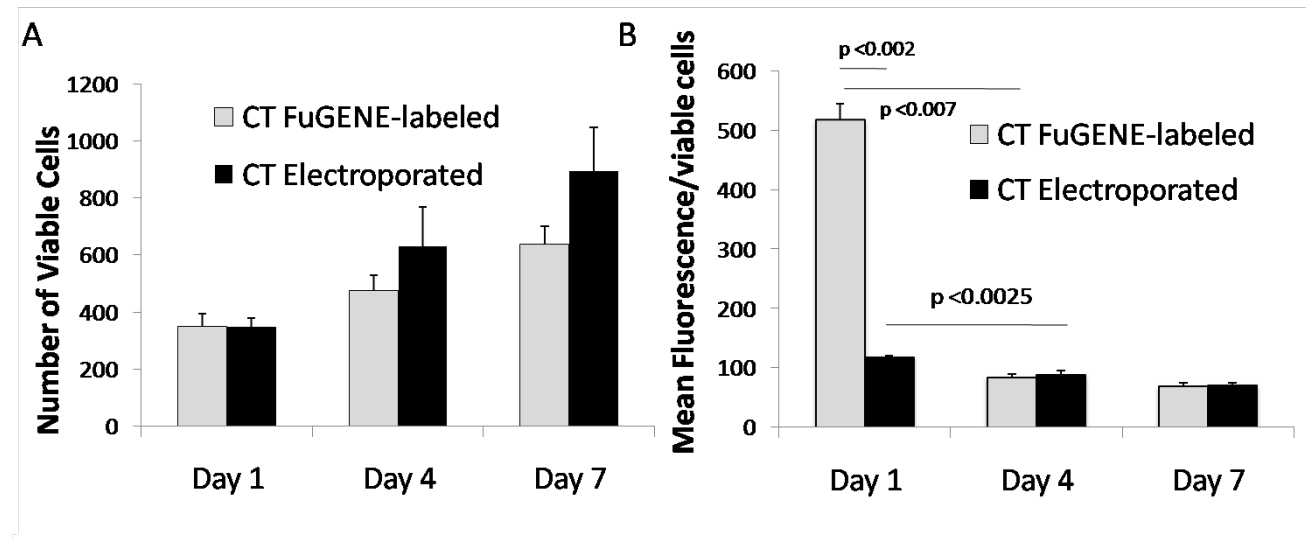 A
Number of Viable Cells
1200
1000
800
600
400
200
0
CT FuGENE-labeled
CT Electroporated
Day 1
Day 4
Day 7
B
Mean Fluorescence/viable cells
600
500
400
300
200
100
0
p <0.002
p <0.007
CT FuGENE-labeled
CT Electroporated
p <0.0025
Day 1
Day 4
Day 7